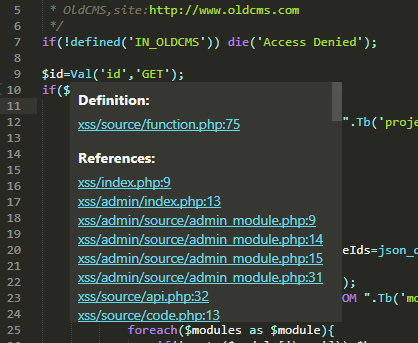 5 * OldCMS,site:http://www.oldcms.com
6 */
7 if(!defined('IN_OLDCMS')) die('Access Denied');
8
9 $id=Val('id','GET');
10 if($
11
12 ".Tb('proje
13
14
15
16
17
18
19
20 eIds=json_d
21
22 );
23 OM ".Tb('mo
24
25 foreach($modules as $module){
Definition:
xss/source/function.php:75
References:
xss/index.php:9
xss/admin/index.php:13
xss/admin/source/admin_module.php:9
xss/admin/source/admin_module.php:14
xss/admin/source/admin_module.php:15
xss/admin/source/admin_module.php:31
xss/source/api.php:32
xss/source/code.php:13